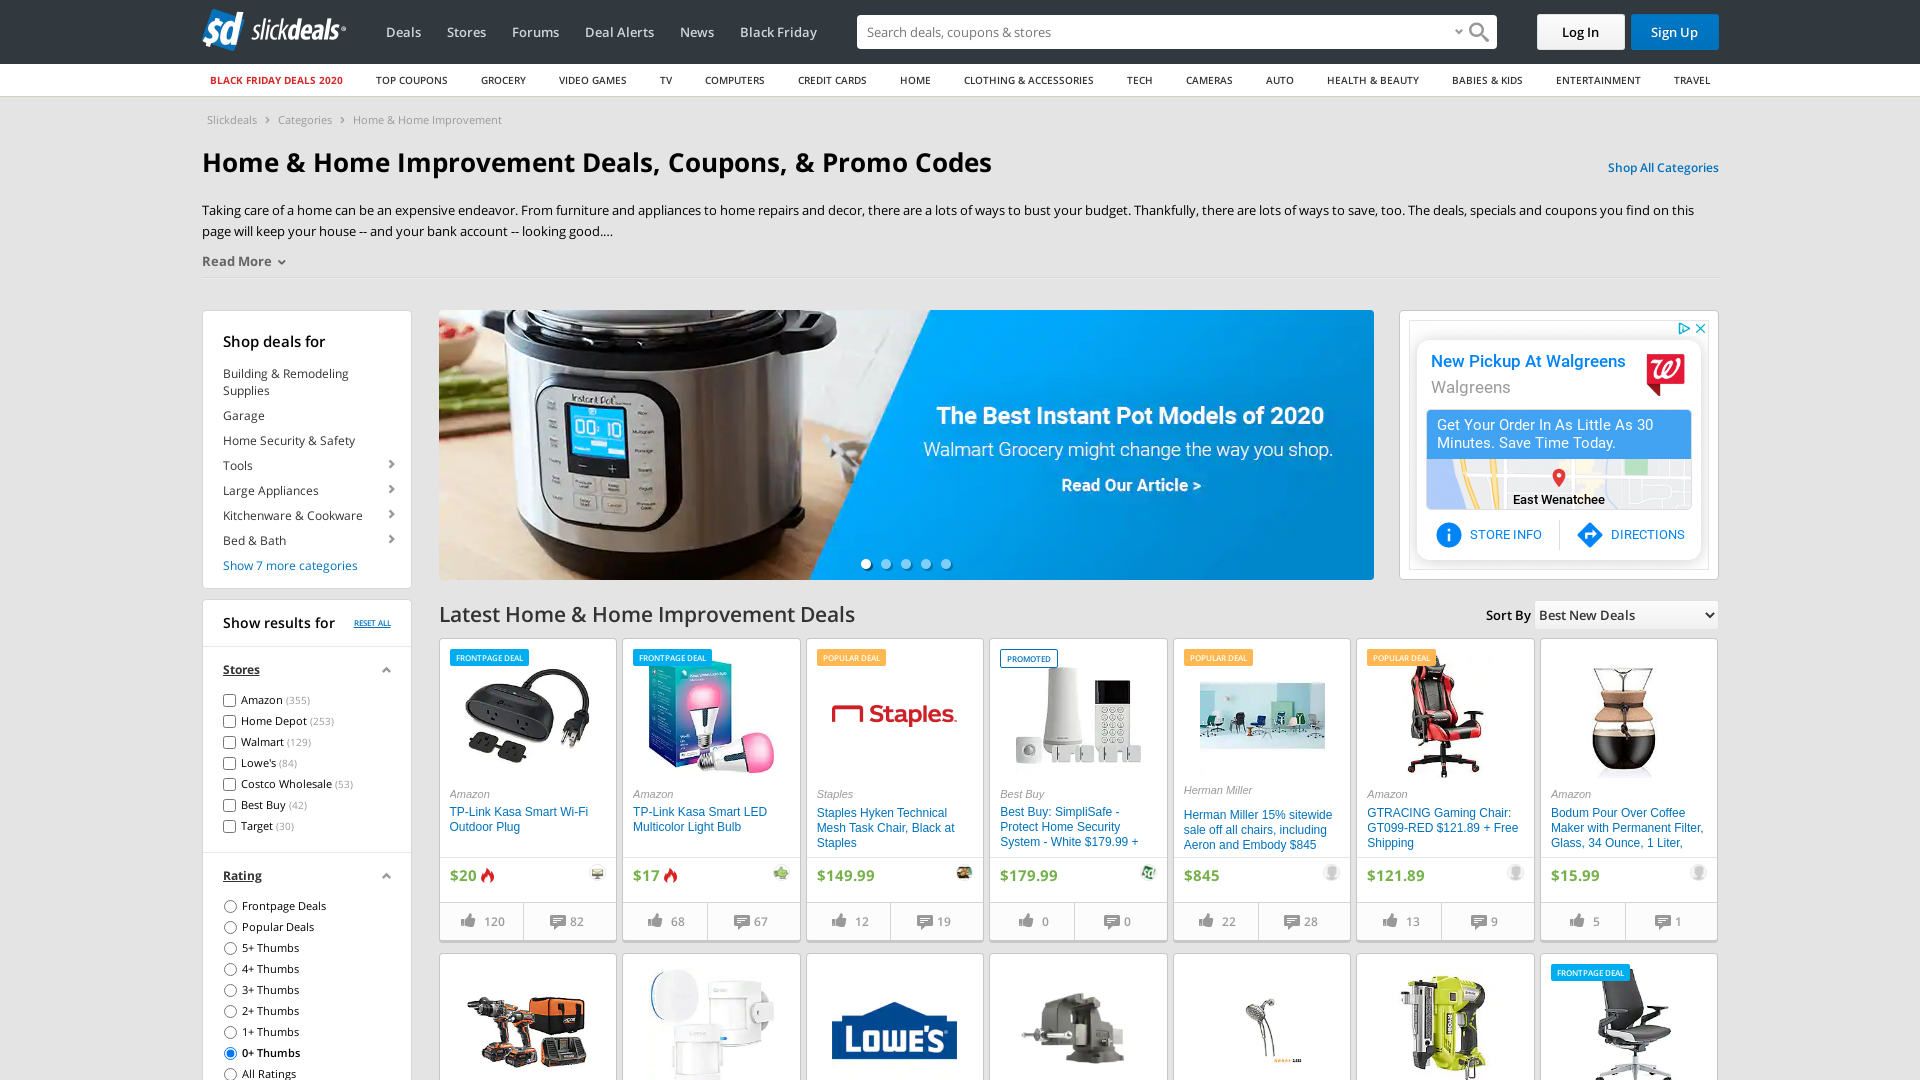 sd slickdeals
Deals
Stores
Forums
Deal Alerts
News
Black Friday
Search deals, coupons & stores
Log In
Sign Up
BLACK FRIDAY DEALS 2020
TOP COUPONS
GROCERY
VIDEO GAMES
TV
COMPUTERS
CREDIT CARDS
HOME
CLOTHING & ACCESSORIES
TECH
CAMERAS
AUTO
HEALTH & BEAUTY
BABIES & KIDS
ENTERTAINMENT
TRAVEL
Slickdeals > Categories > Home & Home Improvement
Home & Home Improvement Deals, Coupons, & Promo Codes
Shop All Categories
Taking care of a home can be an expensive endeavor. From furniture and appliances to home repairs and decor, there are a lots of ways to bust your budget. Thankfully, there are lots of ways to save, too. The deals, specials and coupons you find on this
page will keep your house -- and your bank account -- looking good.…
Read More
Shop deals for
Building & Remodeling
Supplies
Garage
Home Security & Safety
Tools
Large Appliances
Kitchenware & Cookware
Bed & Bath
Show 7 more categories
Instant Pot
00:10
The Best Instant Pot Models of 2020
Walmart Grocery might change the way you shop.
Read Our Article >
New Pickup At Walgreens
Walgreens
Get Your Order In As Little As 30
Minutes. Save Time Today.
East Wenatchee
STORE INFO
DIRECTIONS
Show results for
RESET ALL
Stores
Amazon (355)
Home Depot (253)
Walmart (129)
Lowe's (84)
Costco Wholesale (53)
Best Buy (42)
Target (30)
Rating
Frontpage Deals
Popular Deals
5+ Thumbs
4+ Thumbs
3+ Thumbs
2+ Thumbs
1+ Thumbs
0+ Thumbs
All Ratings
Latest Home & Home Improvement Deals
Sort By
Best New Deals
FRONTPAGE DEAL
Amazon
TP-Link Kasa Smart Wi-Fi
Outdoor Plug
$20
120
82
FRONTPAGE DEAL
Amazon
TP-Link Kasa Smart LED
Multicolor Light Bulb
$17
68
67
POPULAR DEAL
Staples
Staples
Staples Hyken Technical
Mesh Task Chair, Black at
Staples
$149.99
12
19
PROMOTED
Best Buy
Best Buy: SimpliSafe -
Protect Home Security
System - White $179.99 +
$179.99
0
0
POPULAR DEAL
Herman Miller
Herman Miller 15% sitewide
sale off all chairs, including
Aeron and Embody $845
$845
22
28
POPULAR DEAL
Amazon
GTRACING Gaming Chair:
GT099-RED $121.89 + Free
Shipping
$121.89
13
9
Amazon
Bodum Pour Over Coffee
Maker with Permanent Filter,
Glass, 34 Ounce, 1 Liter,
$15.99
5
1
LOWE'S
FRONTPAGE DEAL